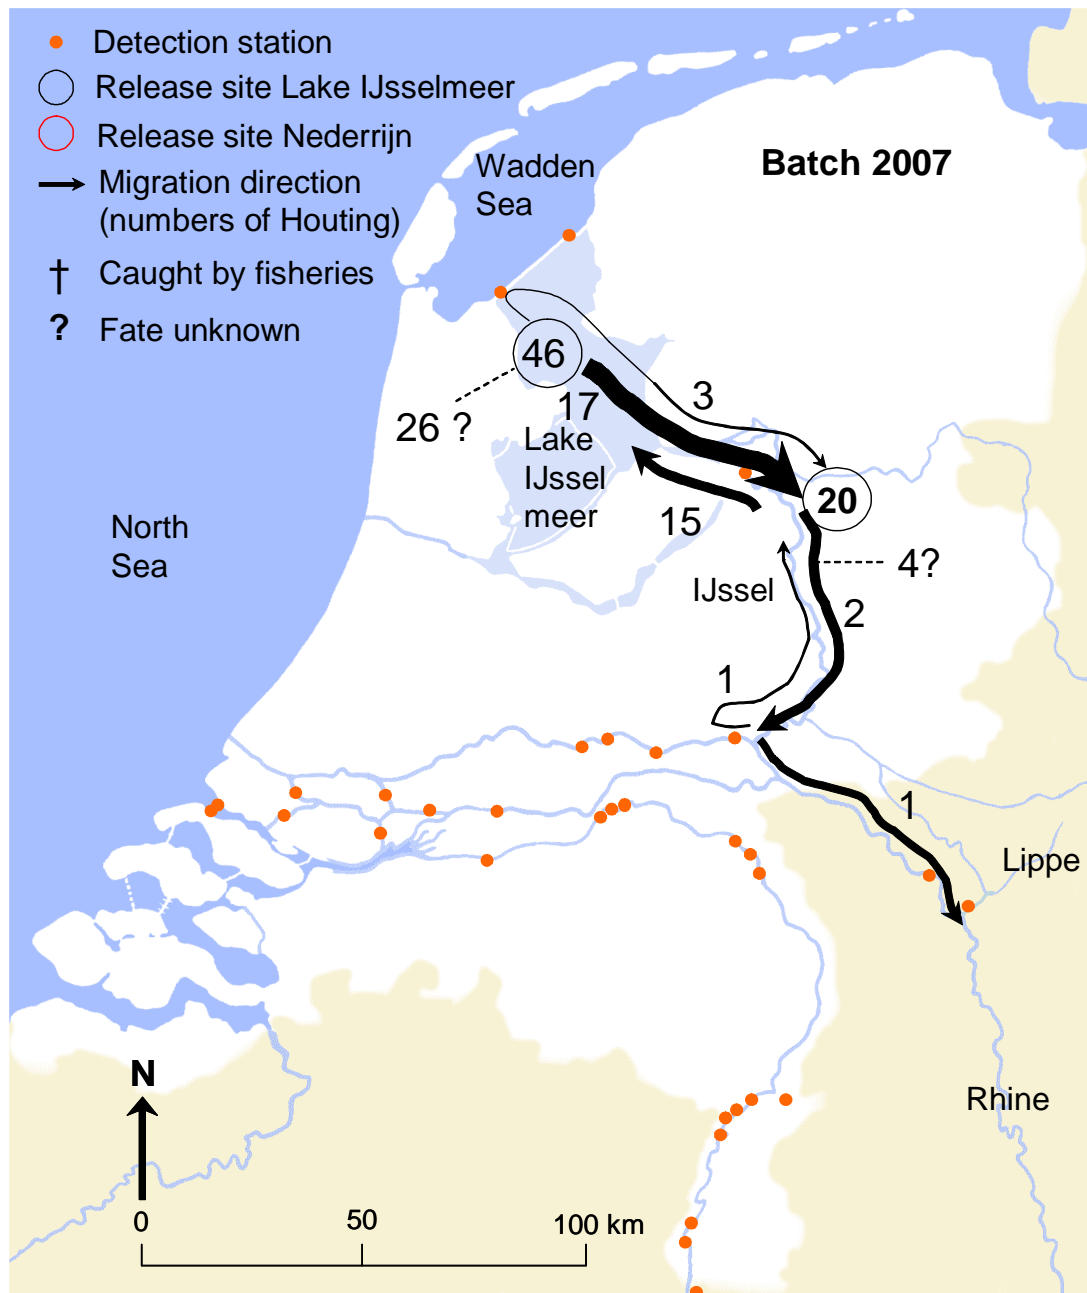 Detection station
Release site Lake IJsselmeer
Release site Nederrijn
Migration direction
(numbers of Houting)
† Caught by fisheries
? Fate unknown
Batch 2007
Wadden
Sea
46
26 ?
17
3
Lake
IJssel
meer
15
20
North
Sea
4?
IJssel
2
1
1
Lippe
Rhine
N
0
50
100 km